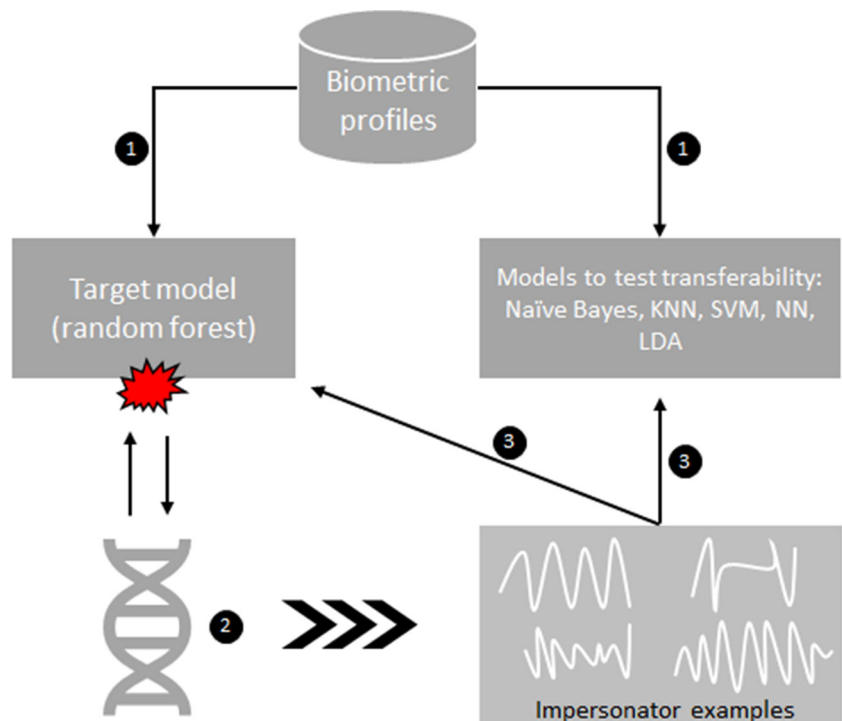 Biometric
profiles
1
1
Target model
(random forest)
Models to test transferability:
Naïve Bayes, KNN, SVM, NN,
LDA
3
3
2
Impersonator examples